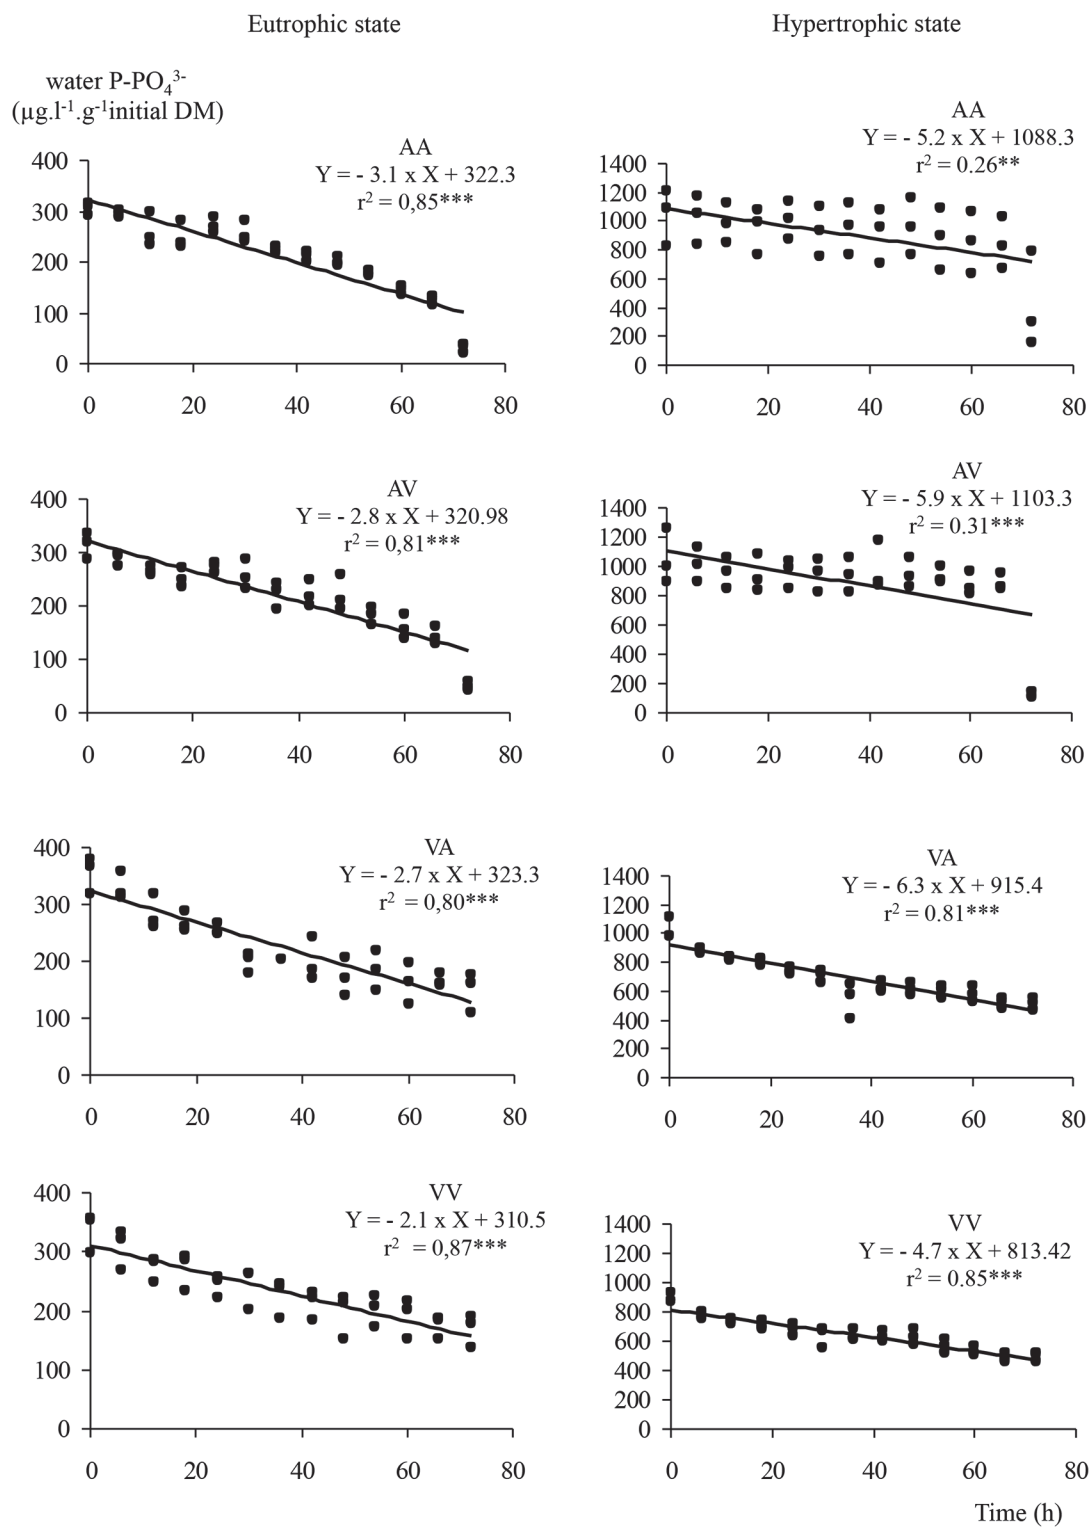 Eutrophic state
Hypertrophic state
water P-PO₄³⁻
(µg.l⁻¹.g⁻¹initial DM)
AA
Y = - 3.1 x X + 322.3
r² = 0,85***
400
300
200
100
0
0 20 40 60 80
AA
Y = - 5.2 x X + 1088.3
r² = 0.26**
1400
1200
1000
800
600
400
200
0
0 20 40 60 80
AV
Y = - 2.8 x X + 320.98
r² = 0,81***
400
300
200
100
0
0 20 40 60 80
AV
Y = - 5.9 x X + 1103.3
r² = 0.31***
1400
1200
1000
800
600
400
200
0
0 20 40 60 80
VA
Y = - 2.7 x X + 323.3
r² = 0,80***
400
300
200
100
0
0 20 40 60 80
VA
Y = - 6.3 x X + 915.4
r² = 0.81***
1400
1200
1000
800
600
400
200
0
0 20 40 60 80
VV
Y = - 2.1 x X + 310.5
r² = 0,87***
400
300
200
100
0
0 20 40 60 80
VV
Y = - 4.7 x X + 813.42
r² = 0.85***
1400
1200
1000
800
600
400
200
0
0 20 40 60 80
Time (h)